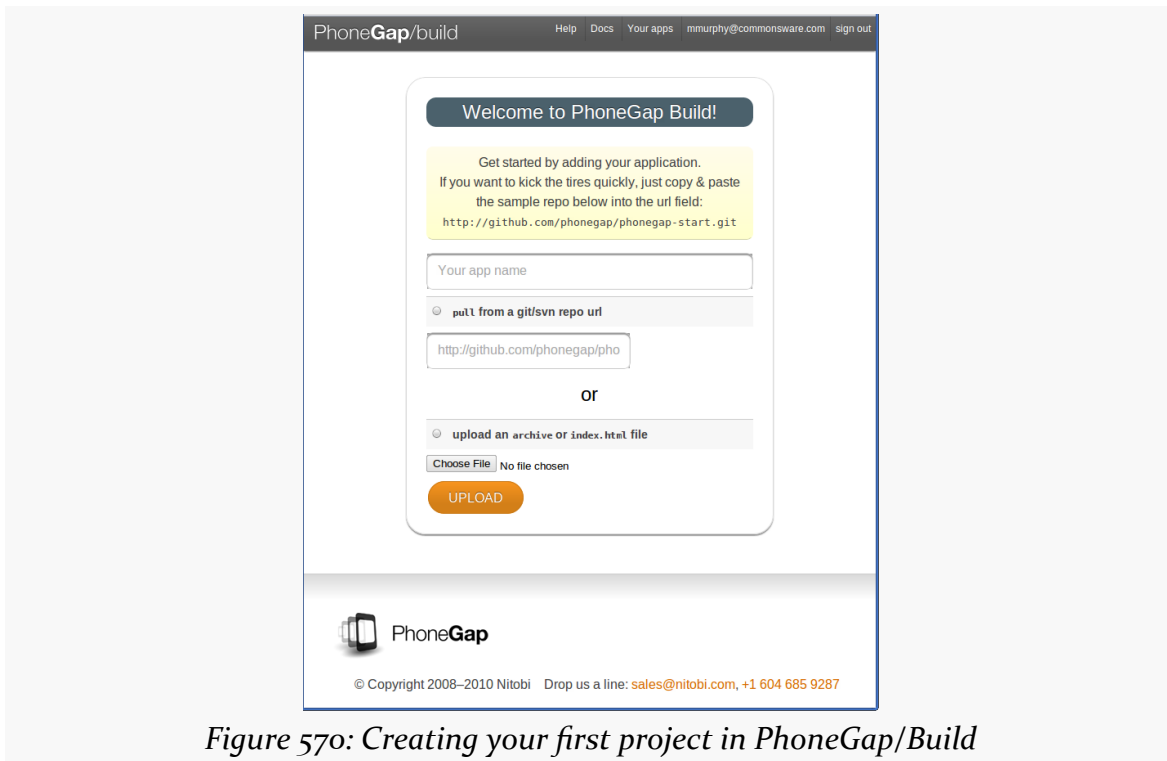 PhoneGap/build
Help Docs Your apps mmurphy@commonsware.com sign out
Welcome to PhoneGap Build!
Get started by adding your application.
If you want to kick the tires quickly, just copy & paste
the sample repo below into the url field:
http://github.com/phonegap/phonegap-start.git
Your app name
pull from a git/svn repo url
http://github.com/phonegap/pho
or
upload an archive or index.html file
Choose File No file chosen
UPLOAD
PhoneGap
© Copyright 2008–2010 Nitobi Drop us a line: sales@nitobi.com, +1 604 685 9287
Figure 570: Creating your first project in PhoneGap/Build